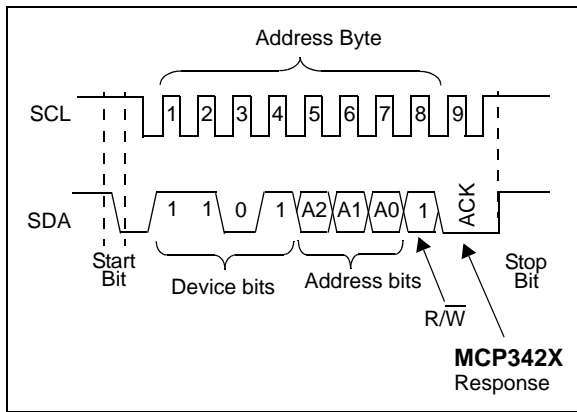 Address Byte
SCL 1 2 3 4 5 6 7 8 9
SDA 1 1 0 1 A2 A1 A0 1 ACK
Start
Bit
Device bits
Address bits
Stop
Bit
R/W̅
MCP342X
Response